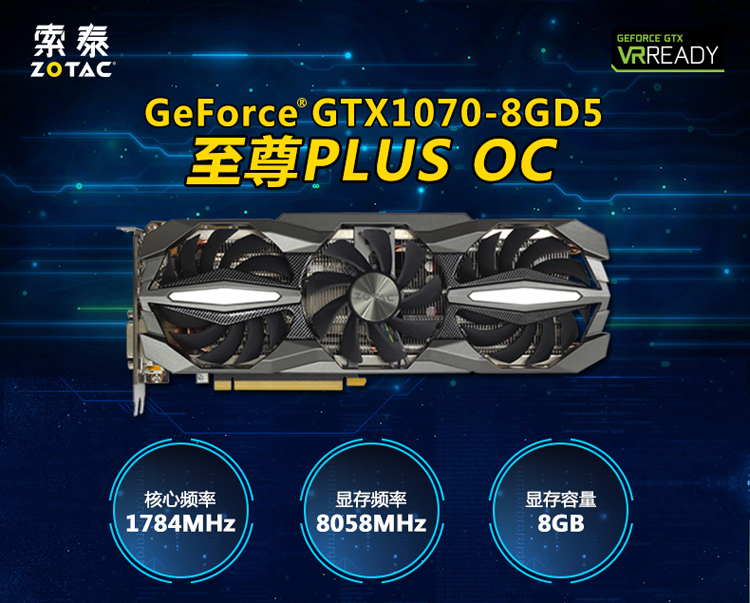 索泰
ZOTAC
GEFORCE GTX
VRREADY
GeForce® GTX1070-8GD5
至尊PLUS OC
ZOTAC
核心频率
1784MHz
显存频率
8058MHz
显存容量
8GB